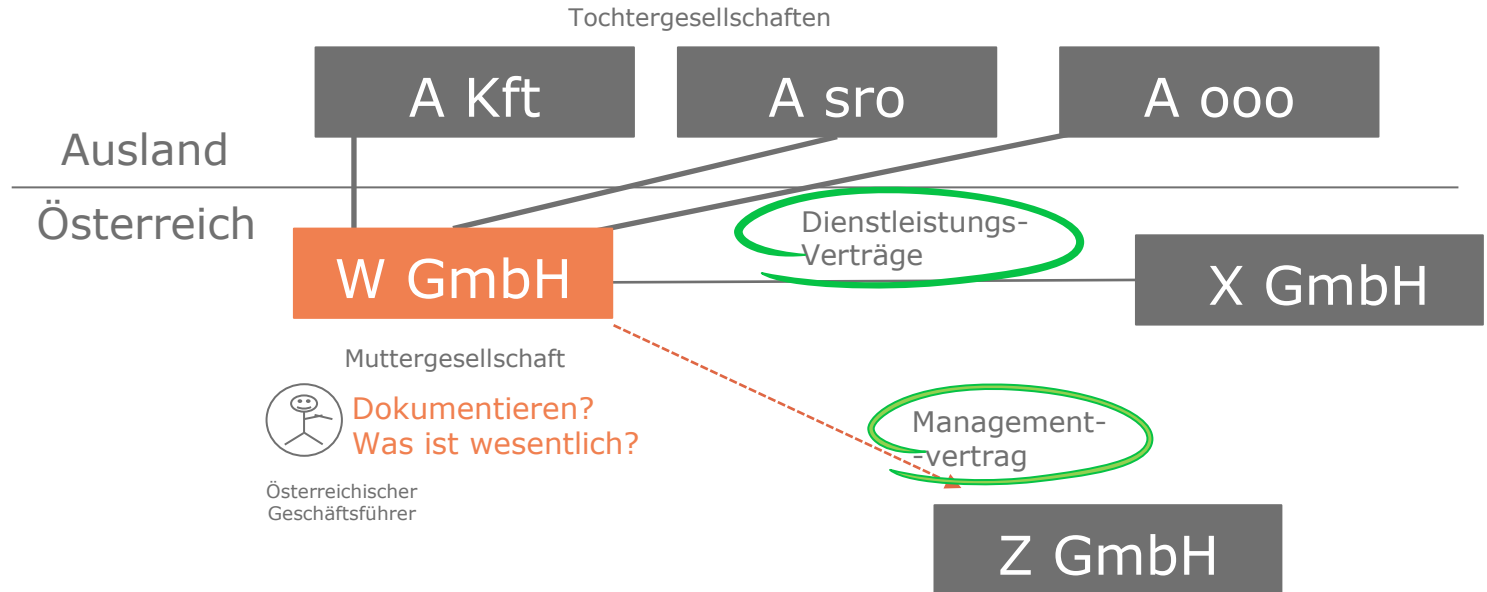 Tochtergesellschaften
A Kft
A sro
A ooo
Ausland
Österreich
Dienstleistungs-
Verträge
W GmbH
X GmbH
Muttergesellschaft
Dokumentieren?
Was ist wesentlich?
Management-
-vertrag
Österreichischer
Geschäftsführer
Z GmbH